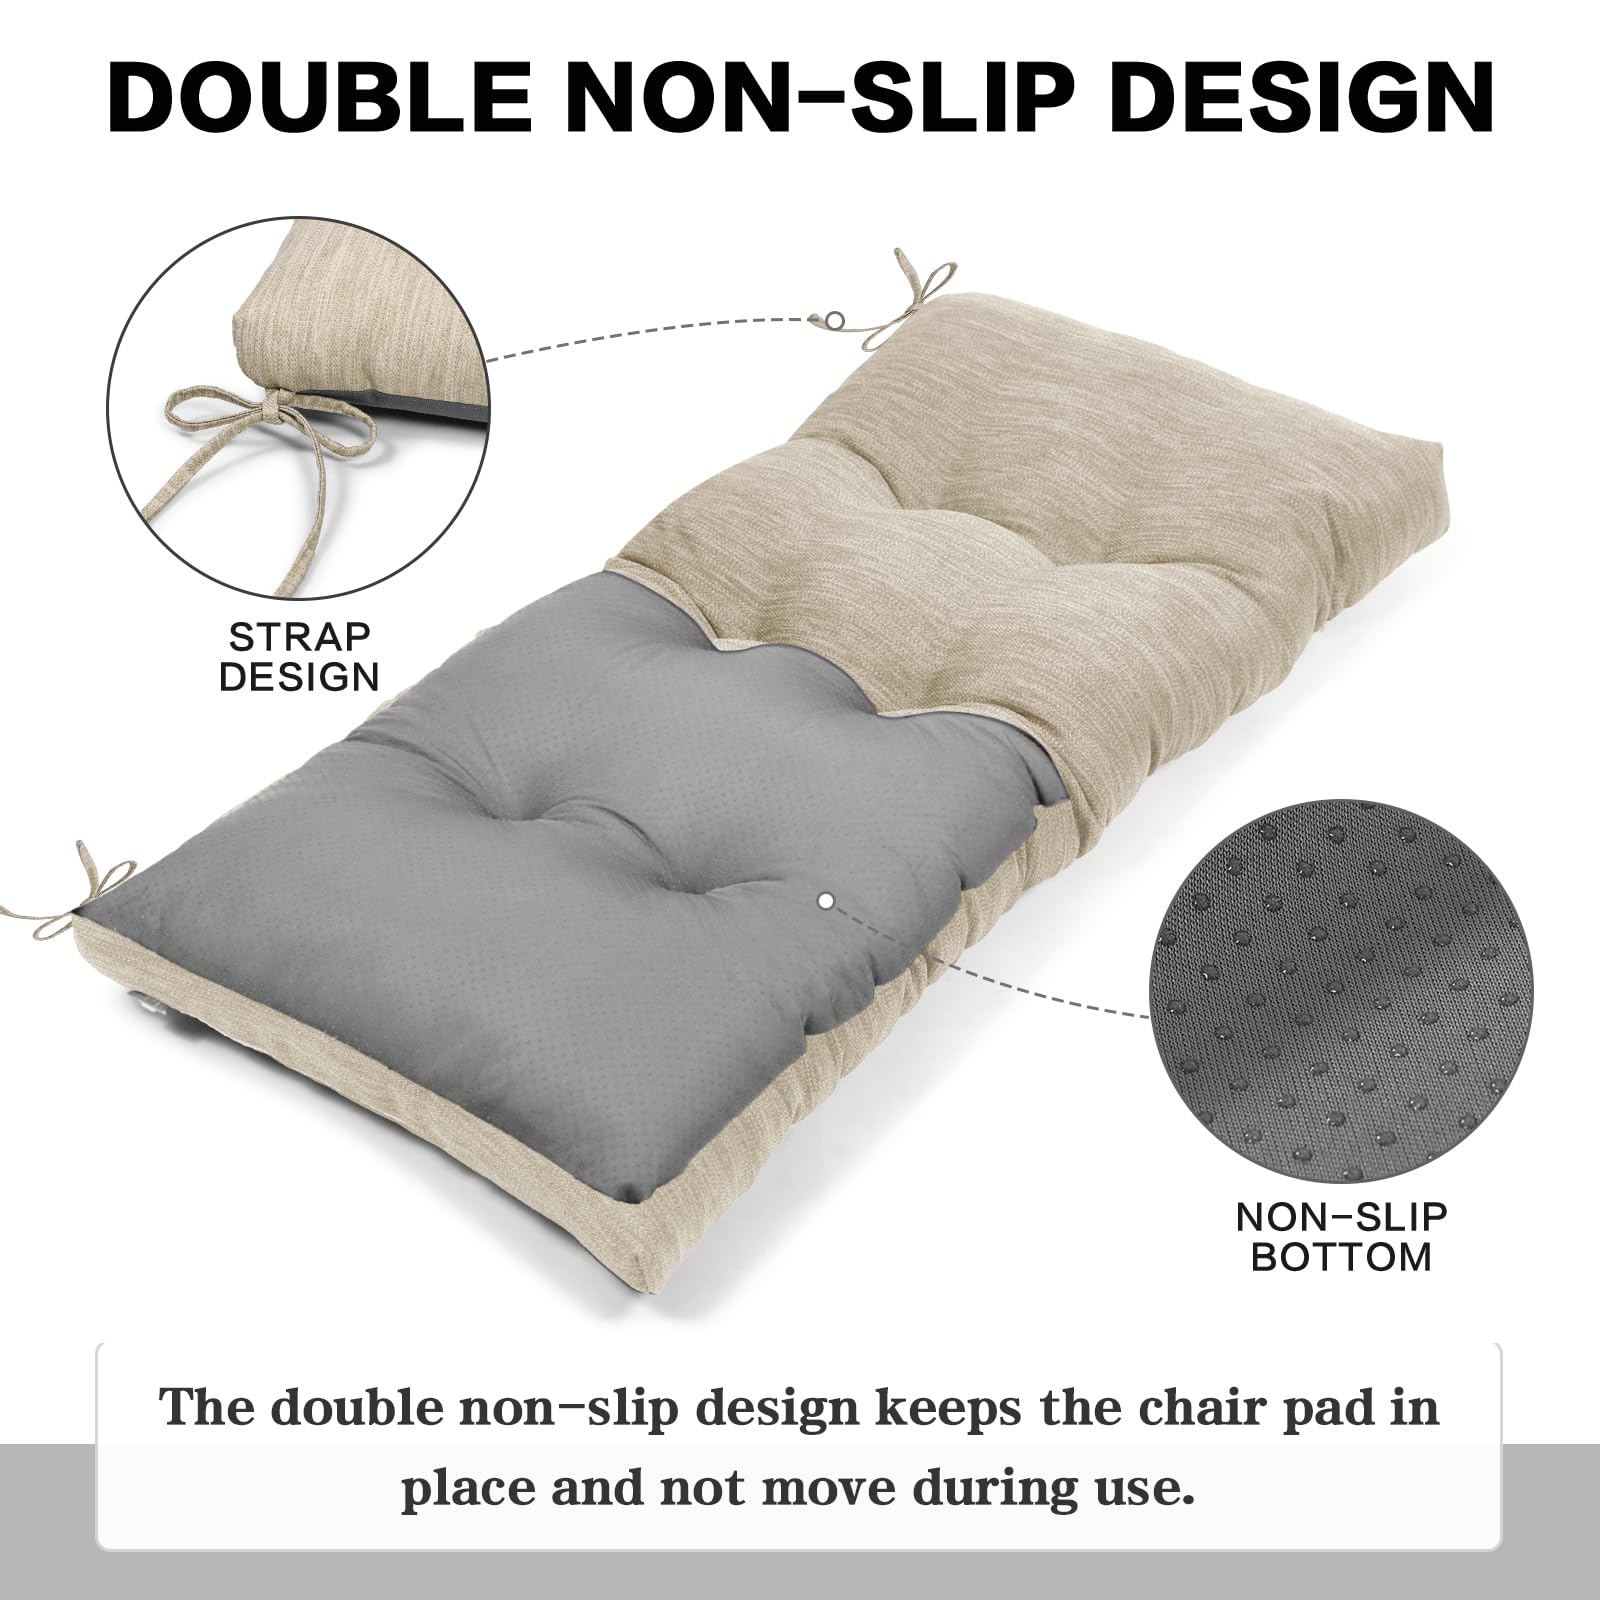 DOUBLE NON-SLIP DESIGN
STRAP
DESIGN
NON-SLIP
BOTTOM
The double non-slip design keeps the chair pad in
place and not move during use.